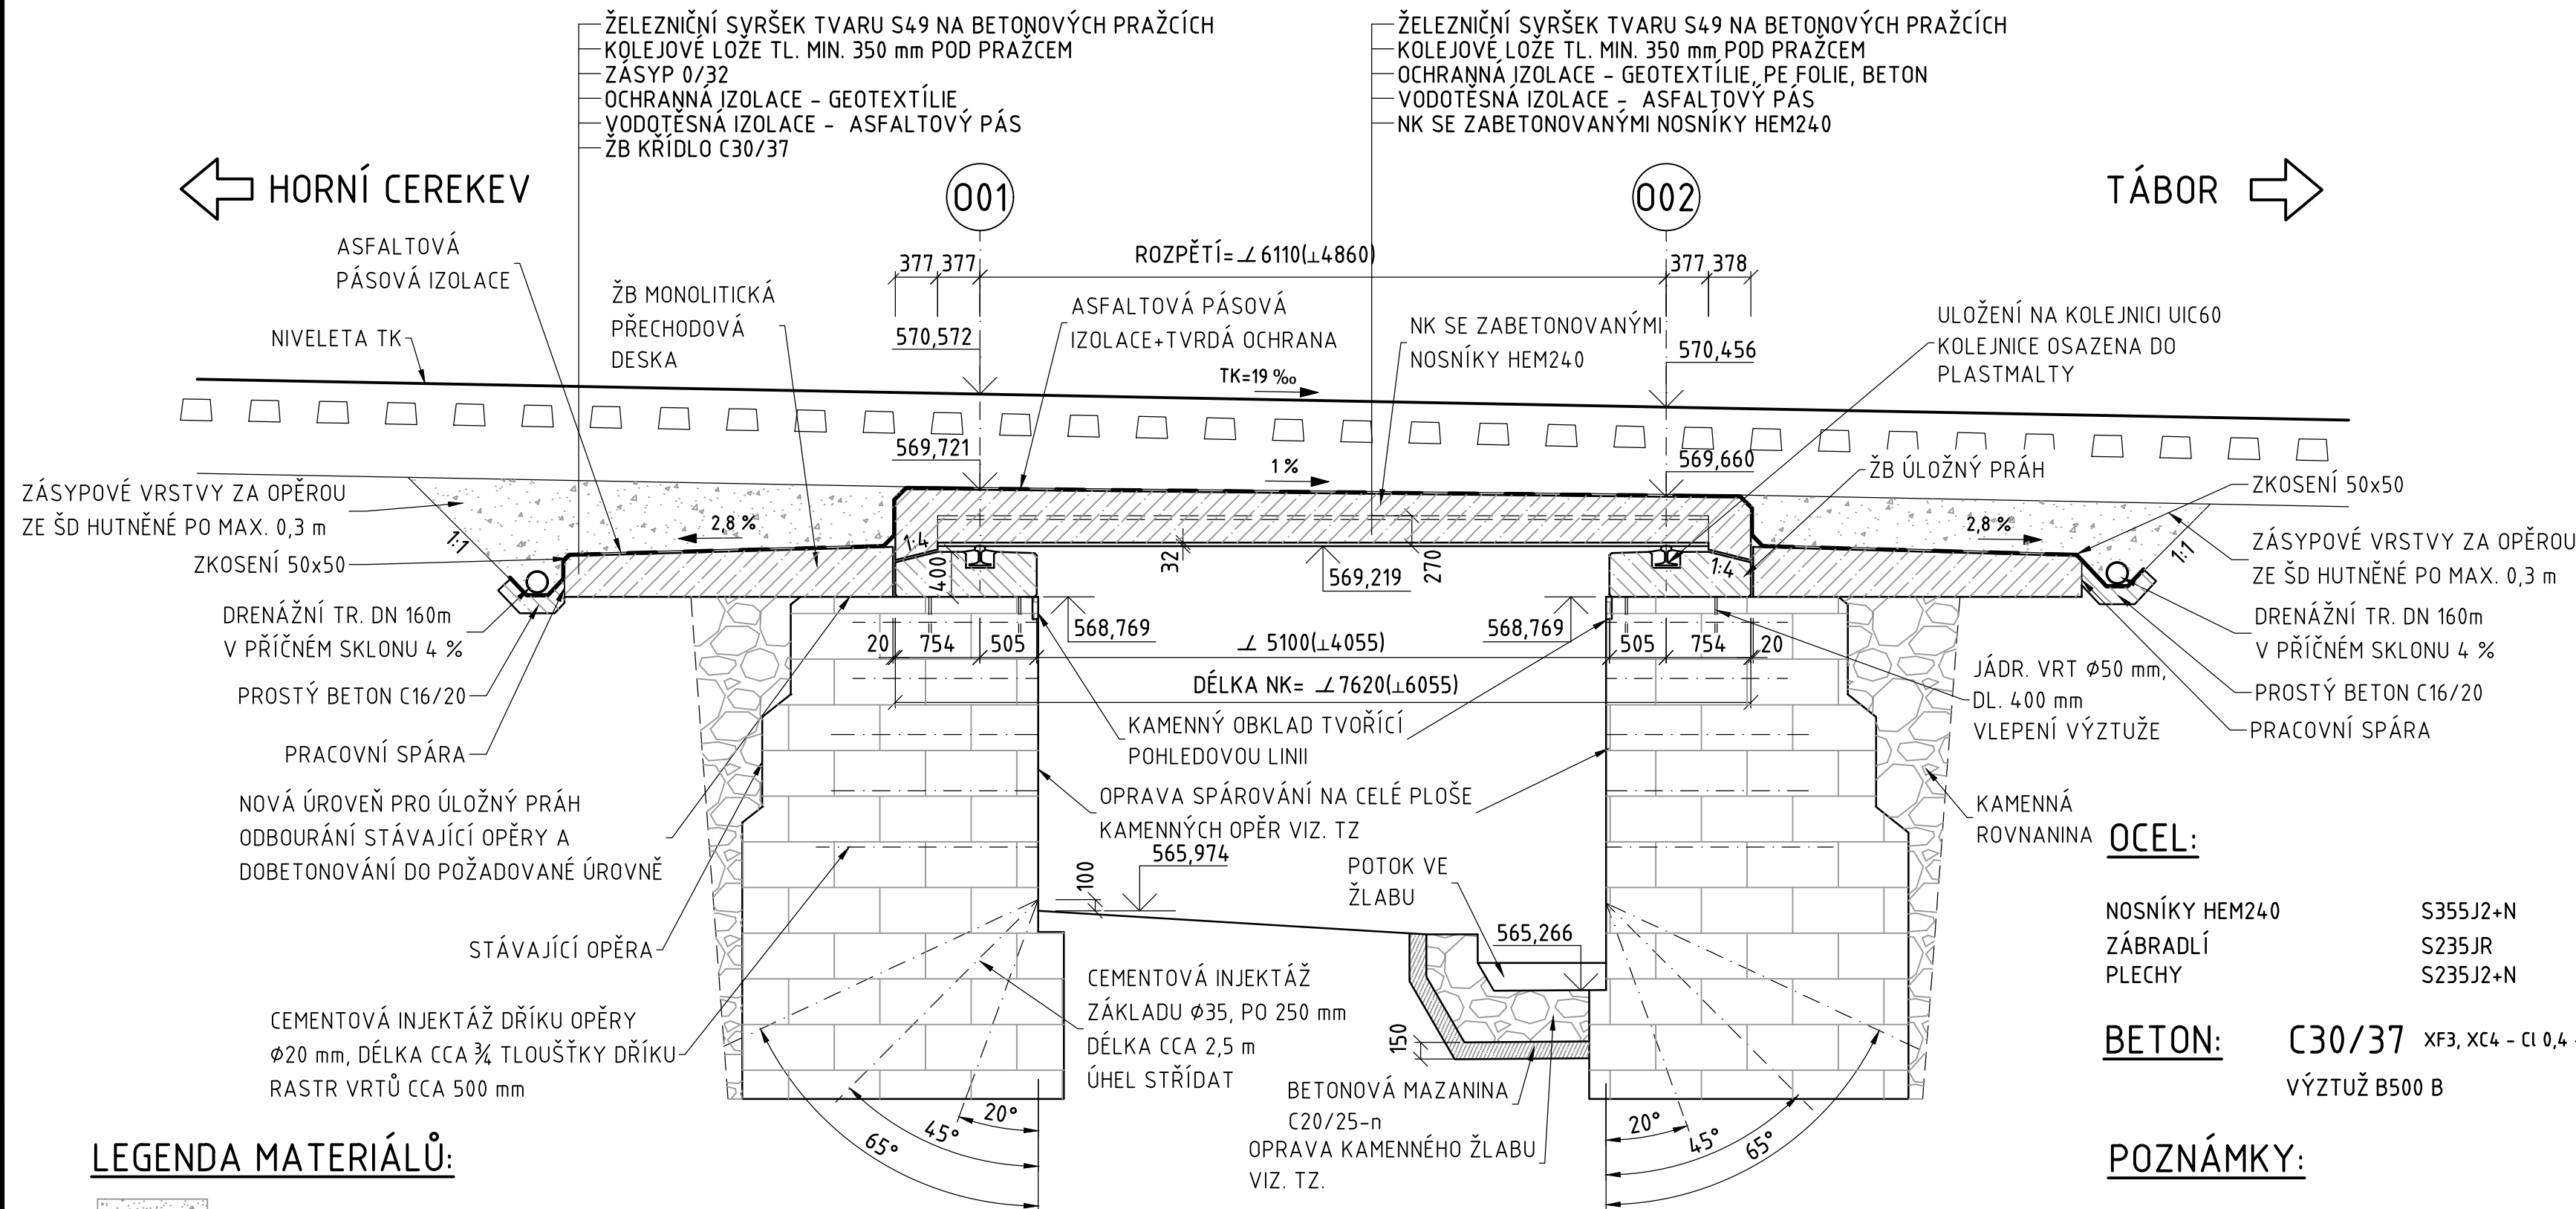 ŽELEZNIČNÍ SVRŠEK TVARU S49 NA BETONOVÝCH PRAŽCÍCH
KOLEJOVÉ LOŽE TL. MIN. 350 mm POD PRAŽCEM
ZÁSYP 0/32
OCHRANNÁ IZOLACE - GEOTEXTÍLIE
VODOTĚSNÁ IZOLACE - ASFALTOVÝ PÁS
ŽB KŘÍDLO C30/37
ŽELEZNIČNÍ SVRŠEK TVARU S49 NA BETONOVÝCH PRAŽCÍCH
KOLEJOVÉ LOŽE TL. MIN. 350 mm POD PRAŽCEM
OCHRANNÁ IZOLACE - GEOTEXTÍLIE, PE FOLIE, BETON
VODOTĚSNÁ IZOLACE - ASFALTOVÝ PÁS
NK SE ZABETONOVANÝMI NOSNÍKY HEM240
HORNÍ CEREKEV
O01
O02
TÁBOR
ASFALTOVÁ
PÁSOVÁ IZOLACE
NIVELETA TK
ŽB MONOLITICKÁ
PŘECHODOVÁ
DESKA
377 377
ROZPĚTÍ= ⦟ 6110(⊥4860)
377 378
570,572
ASFALTOVÁ PÁSOVÁ
IZOLACE+TVRDÁ OCHRANA
NK SE ZABETONOVANÝMI
NOSNÍKY HEM240
570,456
ULOŽENÍ NA KOLEJNICI UIC60
KOLEJNICE OSAZENA DO
PLASTMALTY
TK=19 ‰
569,721
1 %
569,660
ŽB ÚLOŽNÝ PRÁH
ZKOSENÍ 50x50
ZÁSYPOVÉ VRSTVY ZA OPĚROU
ZE ŠD HUTNĚNÉ PO MAX. 0,3 m
1:1
2,8 %
1:4
2,8 %
1:1
1:4
ZKOSENÍ 50x50
ZÁSYPOVÉ VRSTVY ZA OPĚROU
ZE ŠD HUTNĚNÉ PO MAX. 0,3 m
400
32
569,219
270
DRENÁŽNÍ TR. DN 160m
V PŘÍČNÉM SKLONU 4 %
568,769
568,769
DRENÁŽNÍ TR. DN 160m
V PŘÍČNÉM SKLONU 4 %
20 754 505
⦟ 5100(⊥4055)
505 754 20
DÉLKA NK= ⦟ 7620(⊥6055)
PROSTÝ BETON C16/20
JÁDR. VRT ϕ50 mm,
DL. 400 mm
VLEPENÍ VÝZTUŽE
PROSTÝ BETON C16/20
PRACOVNÍ SPÁRA
PRACOVNÍ SPÁRA
KAMENNÝ OBKLAD TVOŘÍCÍ
POHLEDOVOU LINII
NOVÁ ÚROVEŇ PRO ÚLOŽNÝ PRÁH
ODBOURÁNÍ STÁVAJÍCÍ OPĚRY A
DOBETONOVÁNÍ DO POŽADOVANÉ ÚROVNĚ
OPRAVA SPÁROVÁNÍ NA CELÉ PLOŠE
KAMENNÝCH OPĚR VIZ. TZ
KAMENNÁ
ROVNANINA
OCEL:
565,974
100
POTOK VE
ŽLABU
STÁVAJÍCÍ OPĚRA
565,266
NOSNÍKY HEM240 S355J2+N
ZÁBRADLÍ S235JR
PLECHY S235J2+N
CEMENTOVÁ INJEKTÁŽ
ZÁKLADU ϕ35, PO 250 mm
DÉLKA CCA 2,5 m
ÚHEL STŘÍDAT
CEMENTOVÁ INJEKTÁŽ DŘÍKU OPĚRY
ϕ20 mm, DÉLKA CCA ¾ TLOUŠŤKY DŘÍKU
RASTR VRTŮ CCA 500 mm
150
BETON: C30/37 XF3, XC4 - Cl 0,4 -
VÝZTUŽ B500 B
BETONOVÁ MAZANINA
C20/25-n
OPRAVA KAMENNÉHO ŽLABU
VIZ. TZ.
20°
45°
65°
20°
45°
65°
LEGENDA MATERIÁLŮ:
POZNÁMKY: